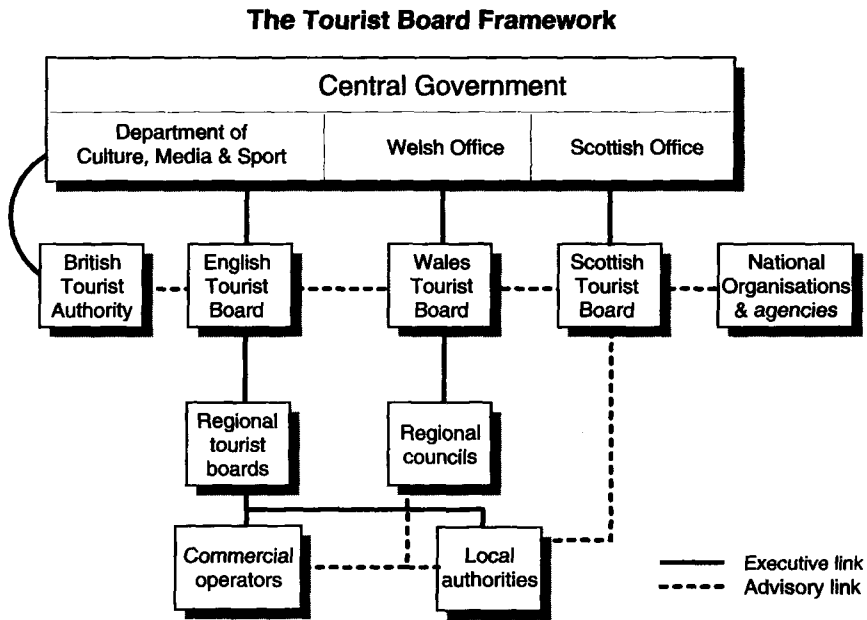 The Tourist Board Framework
Central Government
Department of
Culture, Media & Sport
Welsh Office
Scottish Office
British
Tourist
Authority
English
Tourist
Board
Wales
Tourist
Board
Scottish
Tourist
Board
National
Organisations
& agencies
Regional
tourist
boards
Regional
councils
Commercial
operators
Local
authorities
Executive link
Advisory link